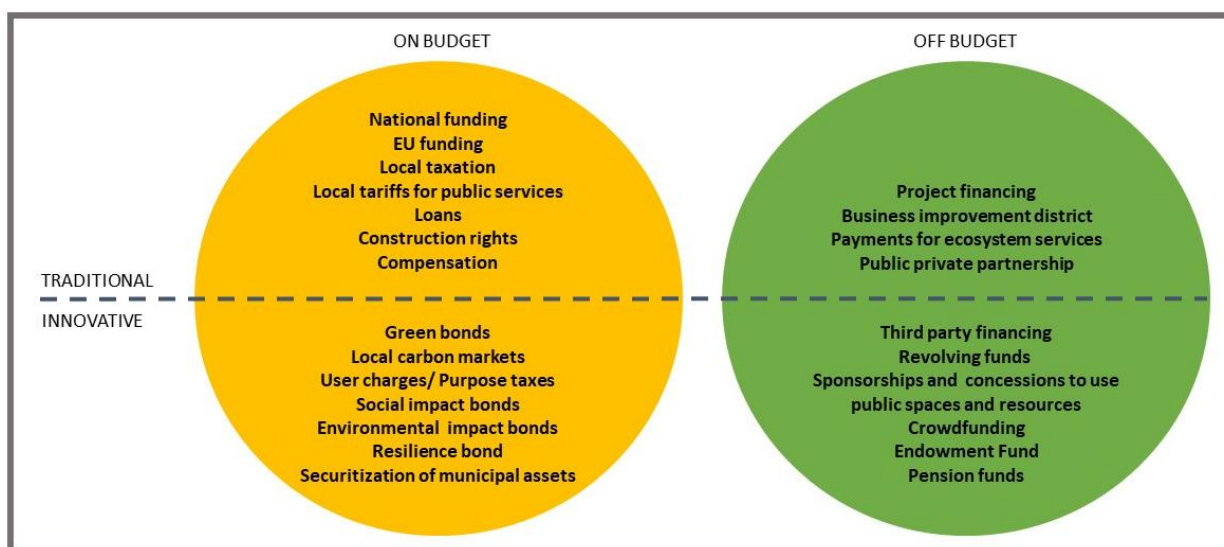 ON BUDGET
OFF BUDGET
National funding
EU funding
Local taxation
Local tariffs for public services
Loans
Construction rights
Compensation
Project financing
Business improvement district
Payments for ecosystem services
Public private partnership
TRADITIONAL
INNOVATIVE
Green bonds
Local carbon markets
User charges/ Purpose taxes
Social impact bonds
Environmental impact bonds
Resilience bond
Securitization of municipal assets
Third party financing
Revolving funds
Sponsorships and concessions to use
public spaces and resources
Crowdfunding
Endowment Fund
Pension funds